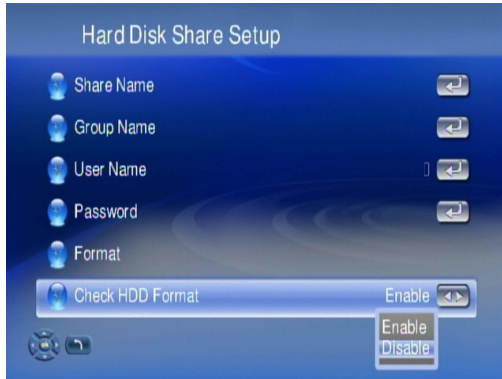 Hard Disk Share Setup
Share Name
Group Name
User Name
Password
Format
Check HDD Format Enable
Enable
Disable